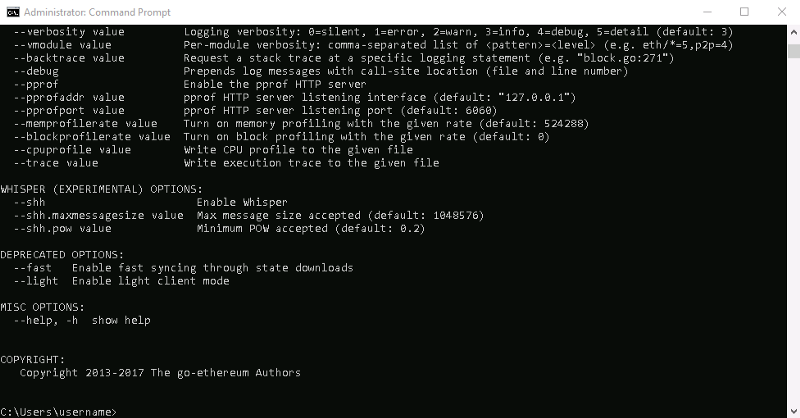 Administrator: Command Prompt
--verbosity value Logging verbosity: 0=silent, 1=error, 2=warn, 3=info, 4=debug, 5=detail (default: 3)
--vmodule value Per-module verbosity: comma-separated list of <pattern>=<level> (e.g. eth/*=5,p2p=4)
--backtrace value Request a stack trace at a specific logging statement (e.g. "block.go:271")
--debug Prepends log messages with call-site location (file and line number)
--pprof Enable the pprof HTTP server
--pprofaddr value pprof HTTP server listening interface (default: "127.0.0.1")
--pprofport value pprof HTTP server listening port (default: 6060)
--memprofilerate value Turn on memory profiling with the given rate (default: 524288)
--blockprofilerate value Turn on block profiling with the given rate (default: 0)
--cpuprofile value Write CPU profile to the given file
--trace value Write execution trace to the given file
WHISPER (EXPERIMENTAL) OPTIONS:
--shh Enable Whisper
--shh.maxmessagesize value Max message size accepted (default: 1048576)
--shh.pow value Minimum POW accepted (default: 0.2)
DEPRECATED OPTIONS:
--fast Enable fast syncing through state downloads
--light Enable light client mode
MISC OPTIONS:
--help, -h show help
COPYRIGHT:
Copyright 2013-2017 The go-ethereum Authors
C:\Users\username>